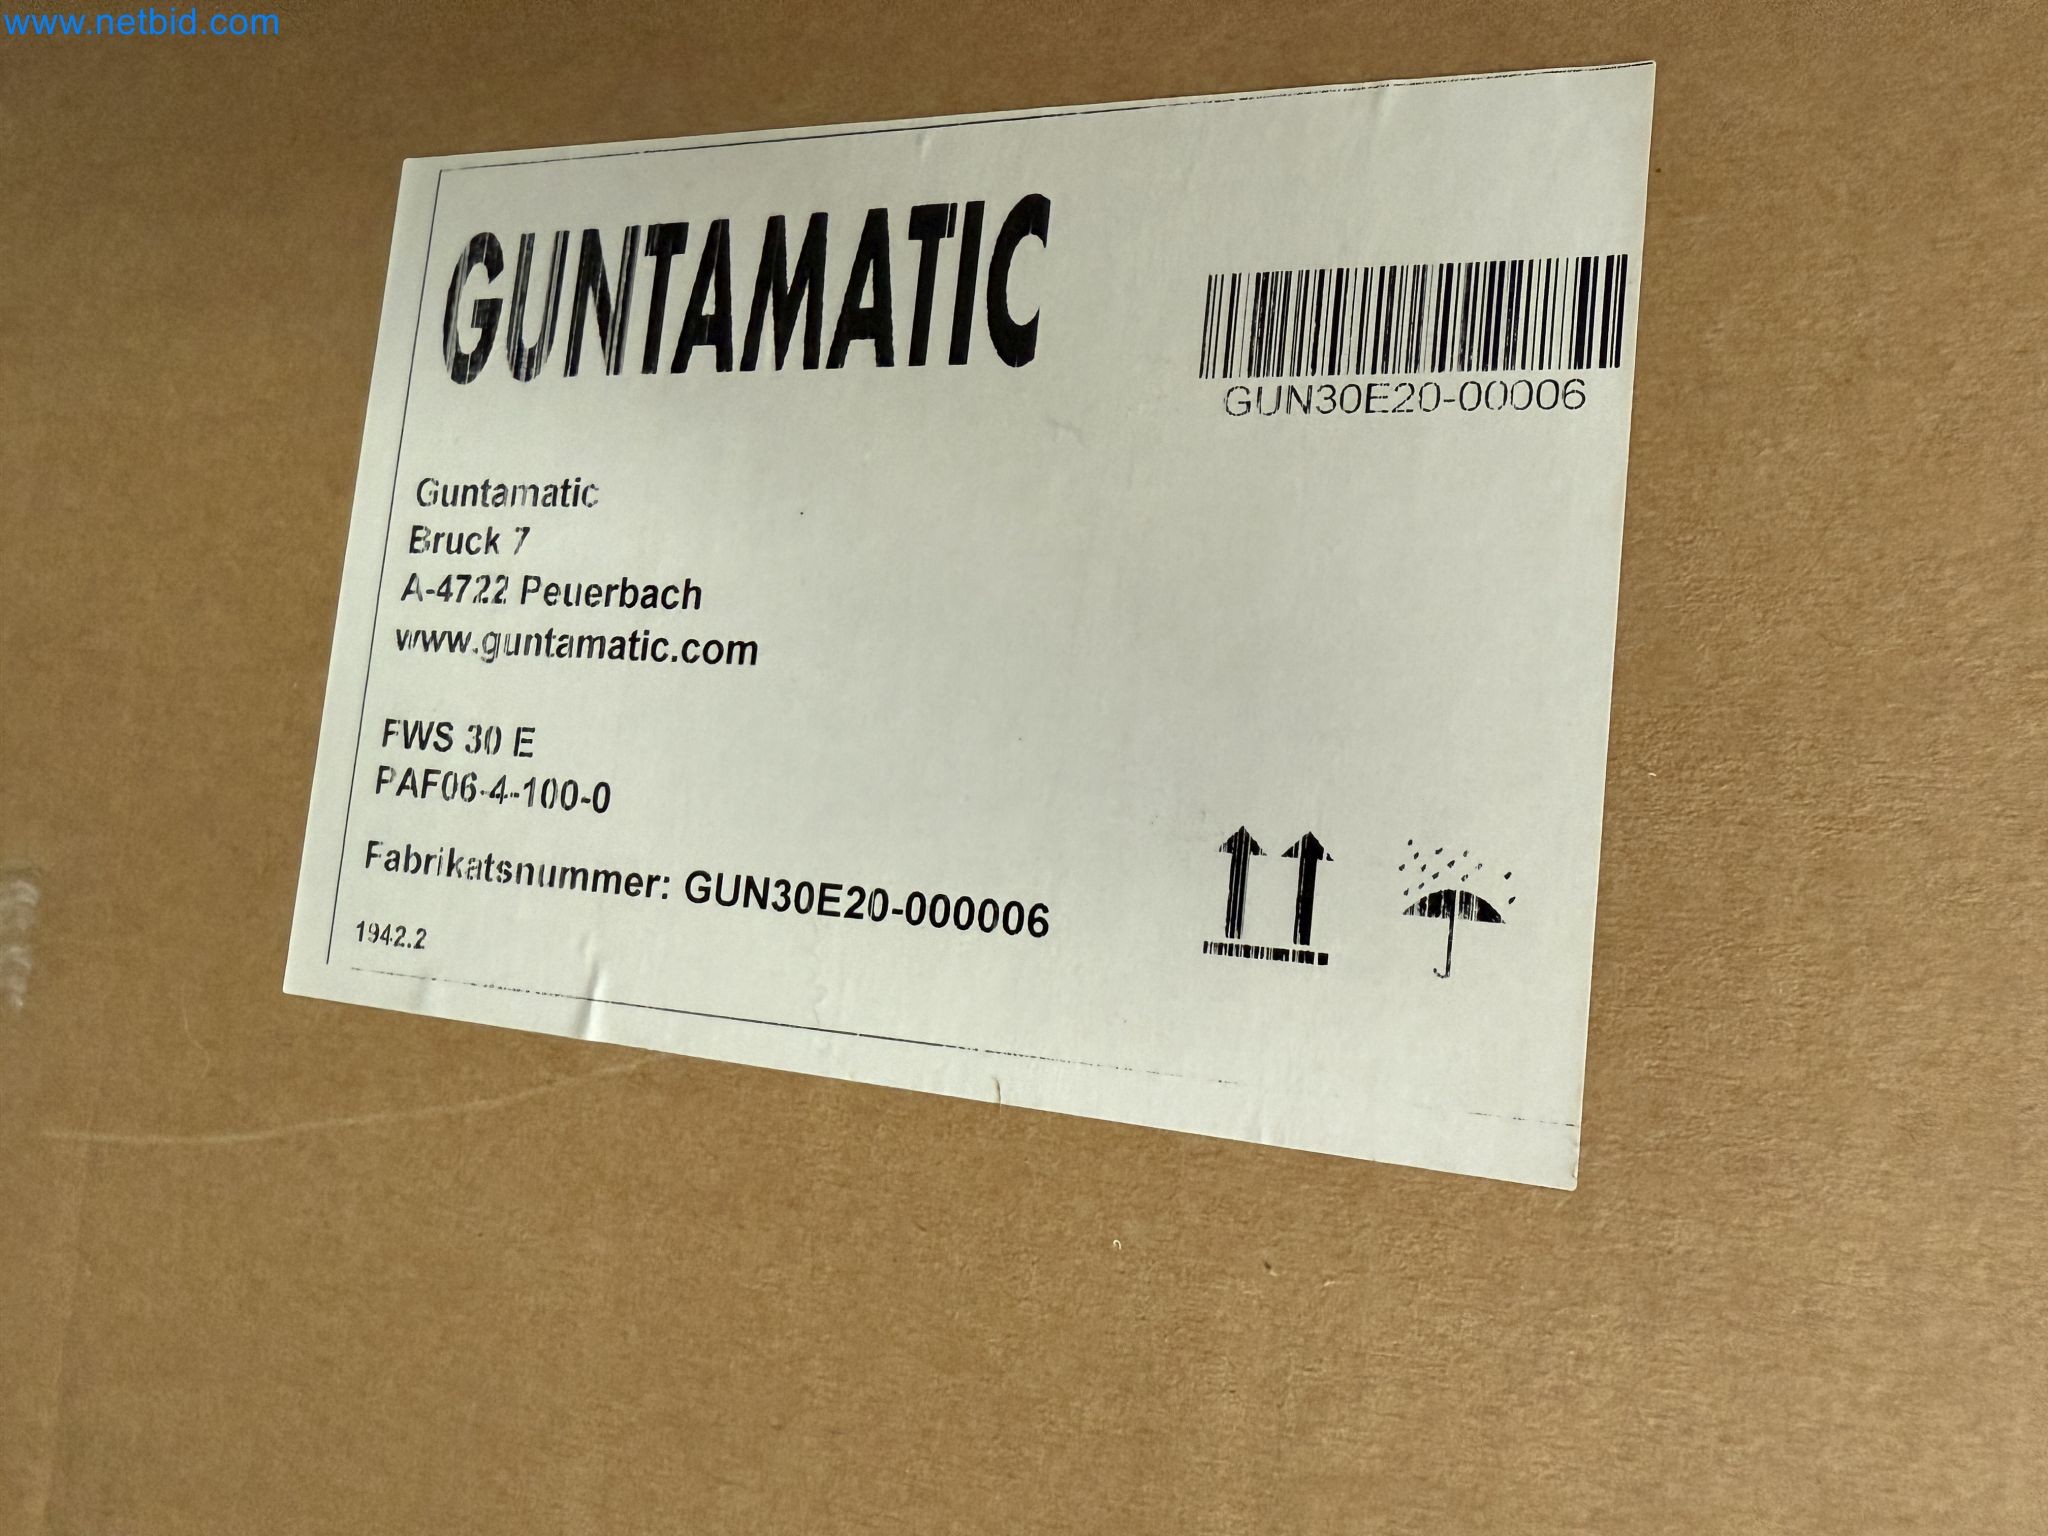 www.netbid.com
GUNTAMATIC
GUN30E20-00006
Guntamatic
Bruck 7
A-4722 Peuerbach
www.guntamatic.com
FWS 30 E
PAF06-4-100-0
Fabrikatsnummer: GUN30E20-000006
1942.2